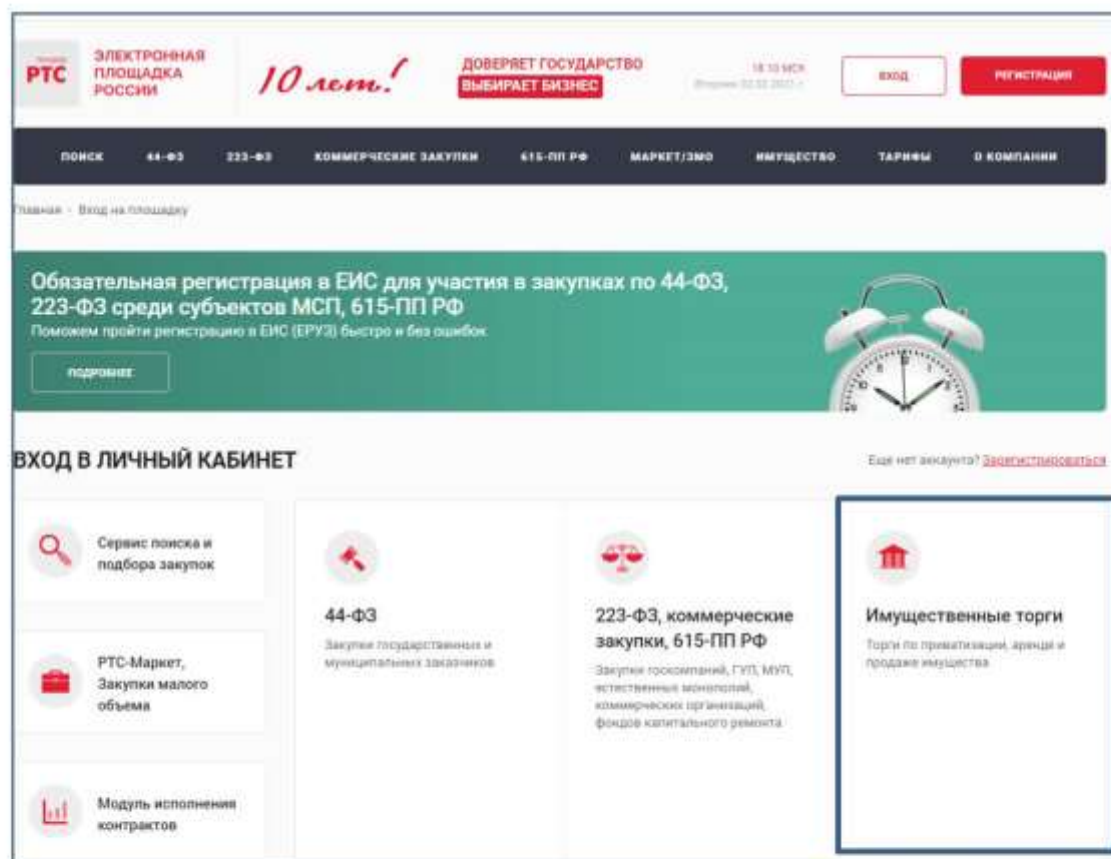 РТС
ЭЛЕКТРОННАЯ
ПЛОЩАДКА
РОССИИ
10 лет!
ДОВЕРЯЕТ ГОСУДАРСТВО
ВЫБИРАЕТ БИЗНЕС
18:10 МСК
ВХОД
РЕГИСТРАЦИЯ
ПОИСК 44-ФЗ 223-ФЗ КОММЕРЧЕСКИЕ ЗАКУПКИ 615-ПП РФ МАРКЕТ/ЗМО ИМУЩЕСТВО ТАРИФЫ О КОМПАНИИ
Главная - Вход на площадку
Обязательная регистрация в ЕИС для участия в закупках по 44-ФЗ,
223-ФЗ среди субъектов МСП, 615-ПП РФ
Поможем пройти регистрацию в ЕИС (ЕРУЗ) быстро и без ошибок
ПОДРОБНЕЕ
ВХОД В ЛИЧНЫЙ КАБИНЕТ
Еще нет аккаунта? Зарегистрироваться
Сервис поиска и
подбора закупок
РТС-Маркет,
Закупки малого
объема
Модуль исполнения
контрактов
44-ФЗ
Закупки государственных и
муниципальных заказчиков
223-ФЗ, коммерческие
закупки, 615-ПП РФ
Закупки госкомпаний, ГУП, МУП,
естественных монополий,
коммерческих организаций,
фондов капитального ремонта
Имущественные торги
Торги по приватизации, аренде и
продаже имущества